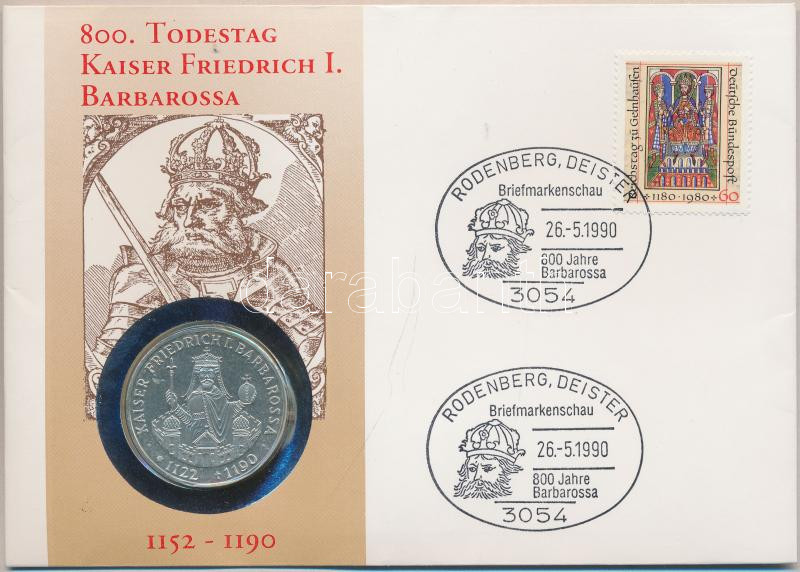 800. TODESTAG
KAISER FRIEDRICH I.
BARBAROSSA
KAISER · FRIEDRICH · I. BARBAROSSA
1122 1190
1152 - 1190
Reichstag zu Gelnhausen
Deutsche Bundespost
1180 · 1980
60
RODENBERG, DEISTER
Briefmarkenschau
26.-5.1990
800 Jahre
Barbarossa
3054
RODENBERG, DEISTER
Briefmarkenschau
26.-5.1990
800 Jahre
Barbarossa
3054
darabanth